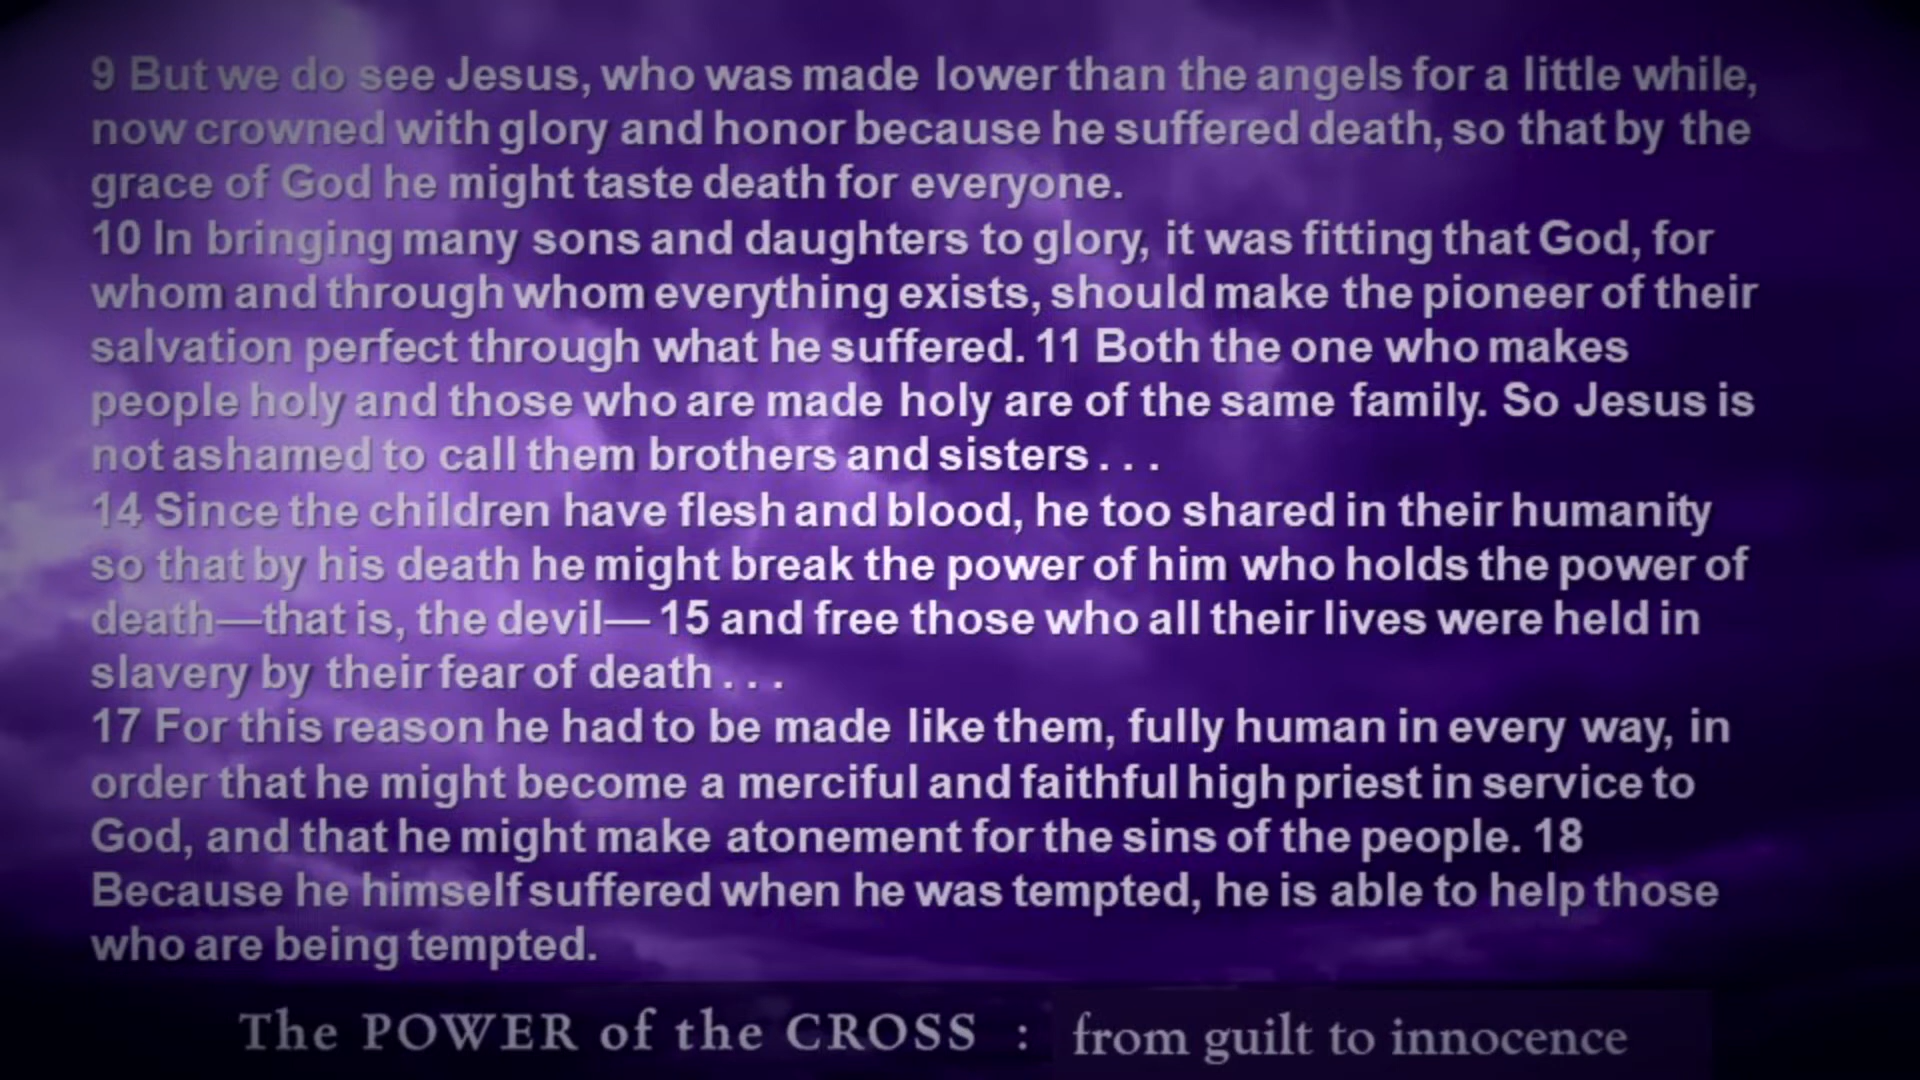 9 But we do see Jesus, who was made lower than the angels for a little while,
now crowned with glory and honor because he suffered death, so that by the
grace of God he might taste death for everyone.
10 In bringing many sons and daughters to glory, it was fitting that God, for
whom and through whom everything exists, should make the pioneer of their
salvation perfect through what he suffered. 11 Both the one who makes
people holy and those who are made holy are of the same family. So Jesus is
not ashamed to call them brothers and sisters . . .
14 Since the children have flesh and blood, he too shared in their humanity
so that by his death he might break the power of him who holds the power of
death—that is, the devil— 15 and free those who all their lives were held in
slavery by their fear of death . . .
17 For this reason he had to be made like them, fully human in every way, in
order that he might become a merciful and faithful high priest in service to
God, and that he might make atonement for the sins of the people. 18
Because he himself suffered when he was tempted, he is able to help those
who are being tempted.
The POWER of the CROSS : from guilt to innocence